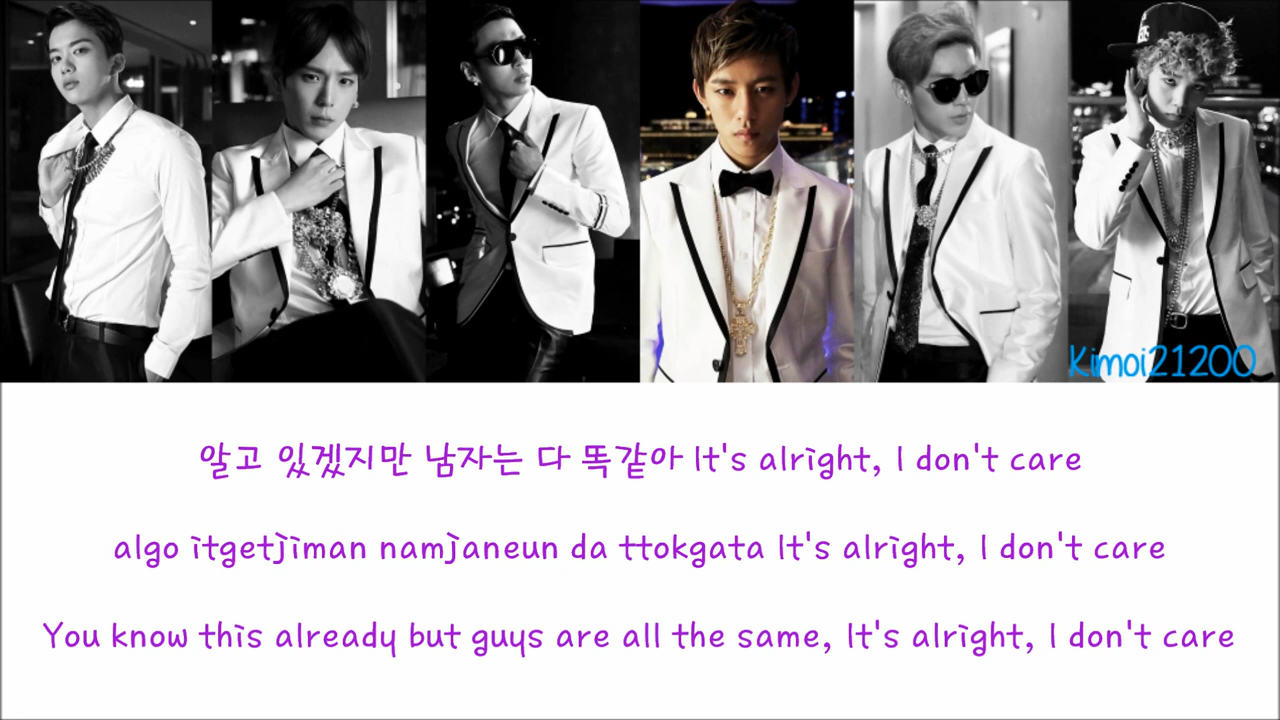 Kimoi21200
알고 있겠지만 남자는 다 똑같아 It's alright, I don't care
algo itgetjiman namjaneun da ttokgata It's alright, I don't care
You know this already but guys are all the same, It's alright, I don't care